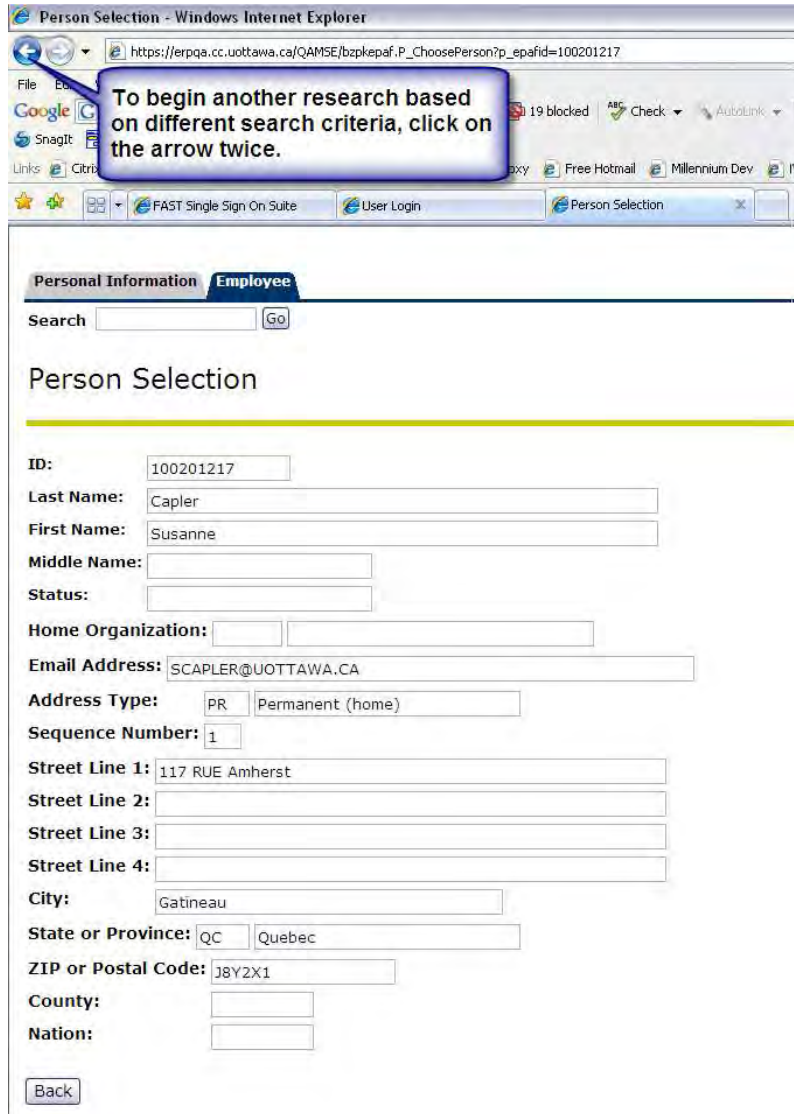 Person Selection - Windows Internet Explorer
https://erpqa.cc.uottawa.ca/QAMSE/bzpkepaf.P_ChoosePerson?p_epafid=100201217
File
To begin another research based
on different search criteria, click on
the arrow twice.
Google 19 blocked Check AutoLink
SnagIt
Links Free Hotmail Millennium Dev
FAST Single Sign On Suite User Login Person Selection
Personal Information Employee
Search Go
Person Selection
ID: 100201217
Last Name: Capler
First Name: Susanne
Middle Name:
Status:
Home Organization:
Email Address: SCAPLER@UOTTAWA.CA
Address Type: PR Permanent (home)
Sequence Number: 1
Street Line 1: 117 RUE Amherst
Street Line 2:
Street Line 3:
Street Line 4:
City: Gatineau
State or Province: QC Quebec
ZIP or Postal Code: J8Y2X1
County:
Nation:
Back